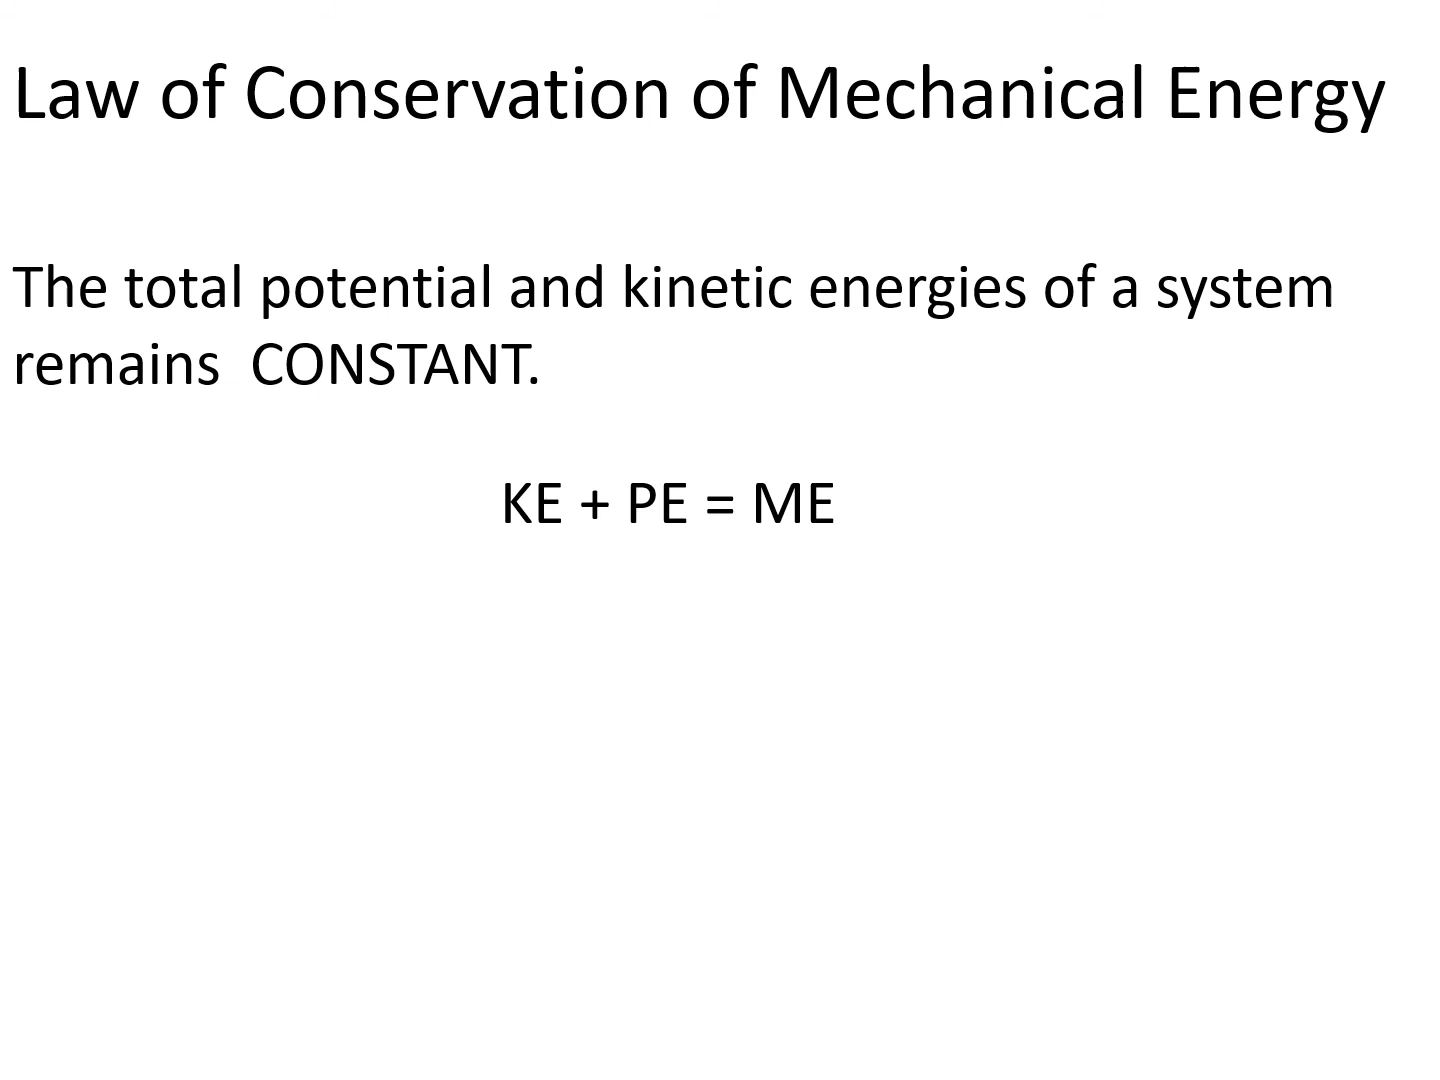 Law of Conservation of Mechanical Energy
The total potential and kinetic energies of a system
remains  CONSTANT.
KE + PE = ME